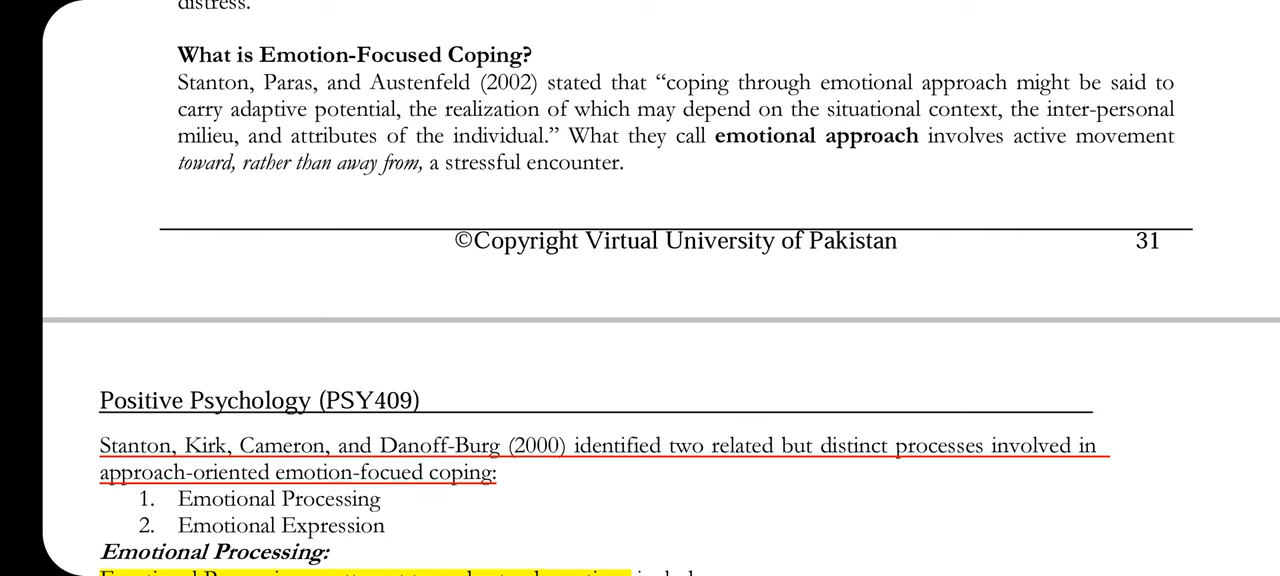 distress.
What is Emotion-Focused Coping?
Stanton, Paras, and Austenfeld (2002) stated that “coping through emotional approach might be said to
carry adaptive potential, the realization of which may depend on the situational context, the inter-personal
milieu, and attributes of the individual.” What they call emotional approach involves active movement
toward, rather than away from, a stressful encounter.
©Copyright Virtual University of Pakistan 31
Positive Psychology (PSY409)
Stanton, Kirk, Cameron, and Danoff-Burg (2000) identified two related but distinct processes involved in
approach-oriented emotion-focued coping:
1. Emotional Processing
2. Emotional Expression
Emotional Processing: